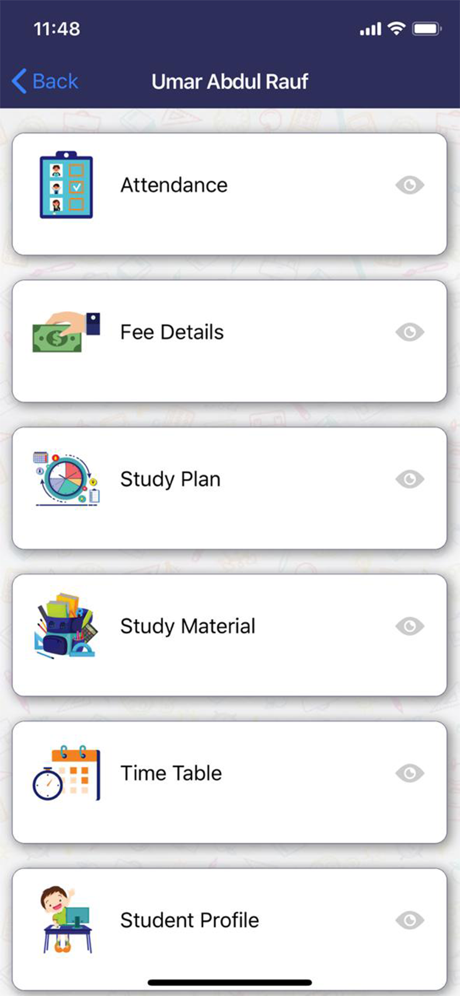 11:48
Back
Umar Abdul Rauf
Attendance
Fee Details
Study Plan
Study Material
Time Table
Student Profile